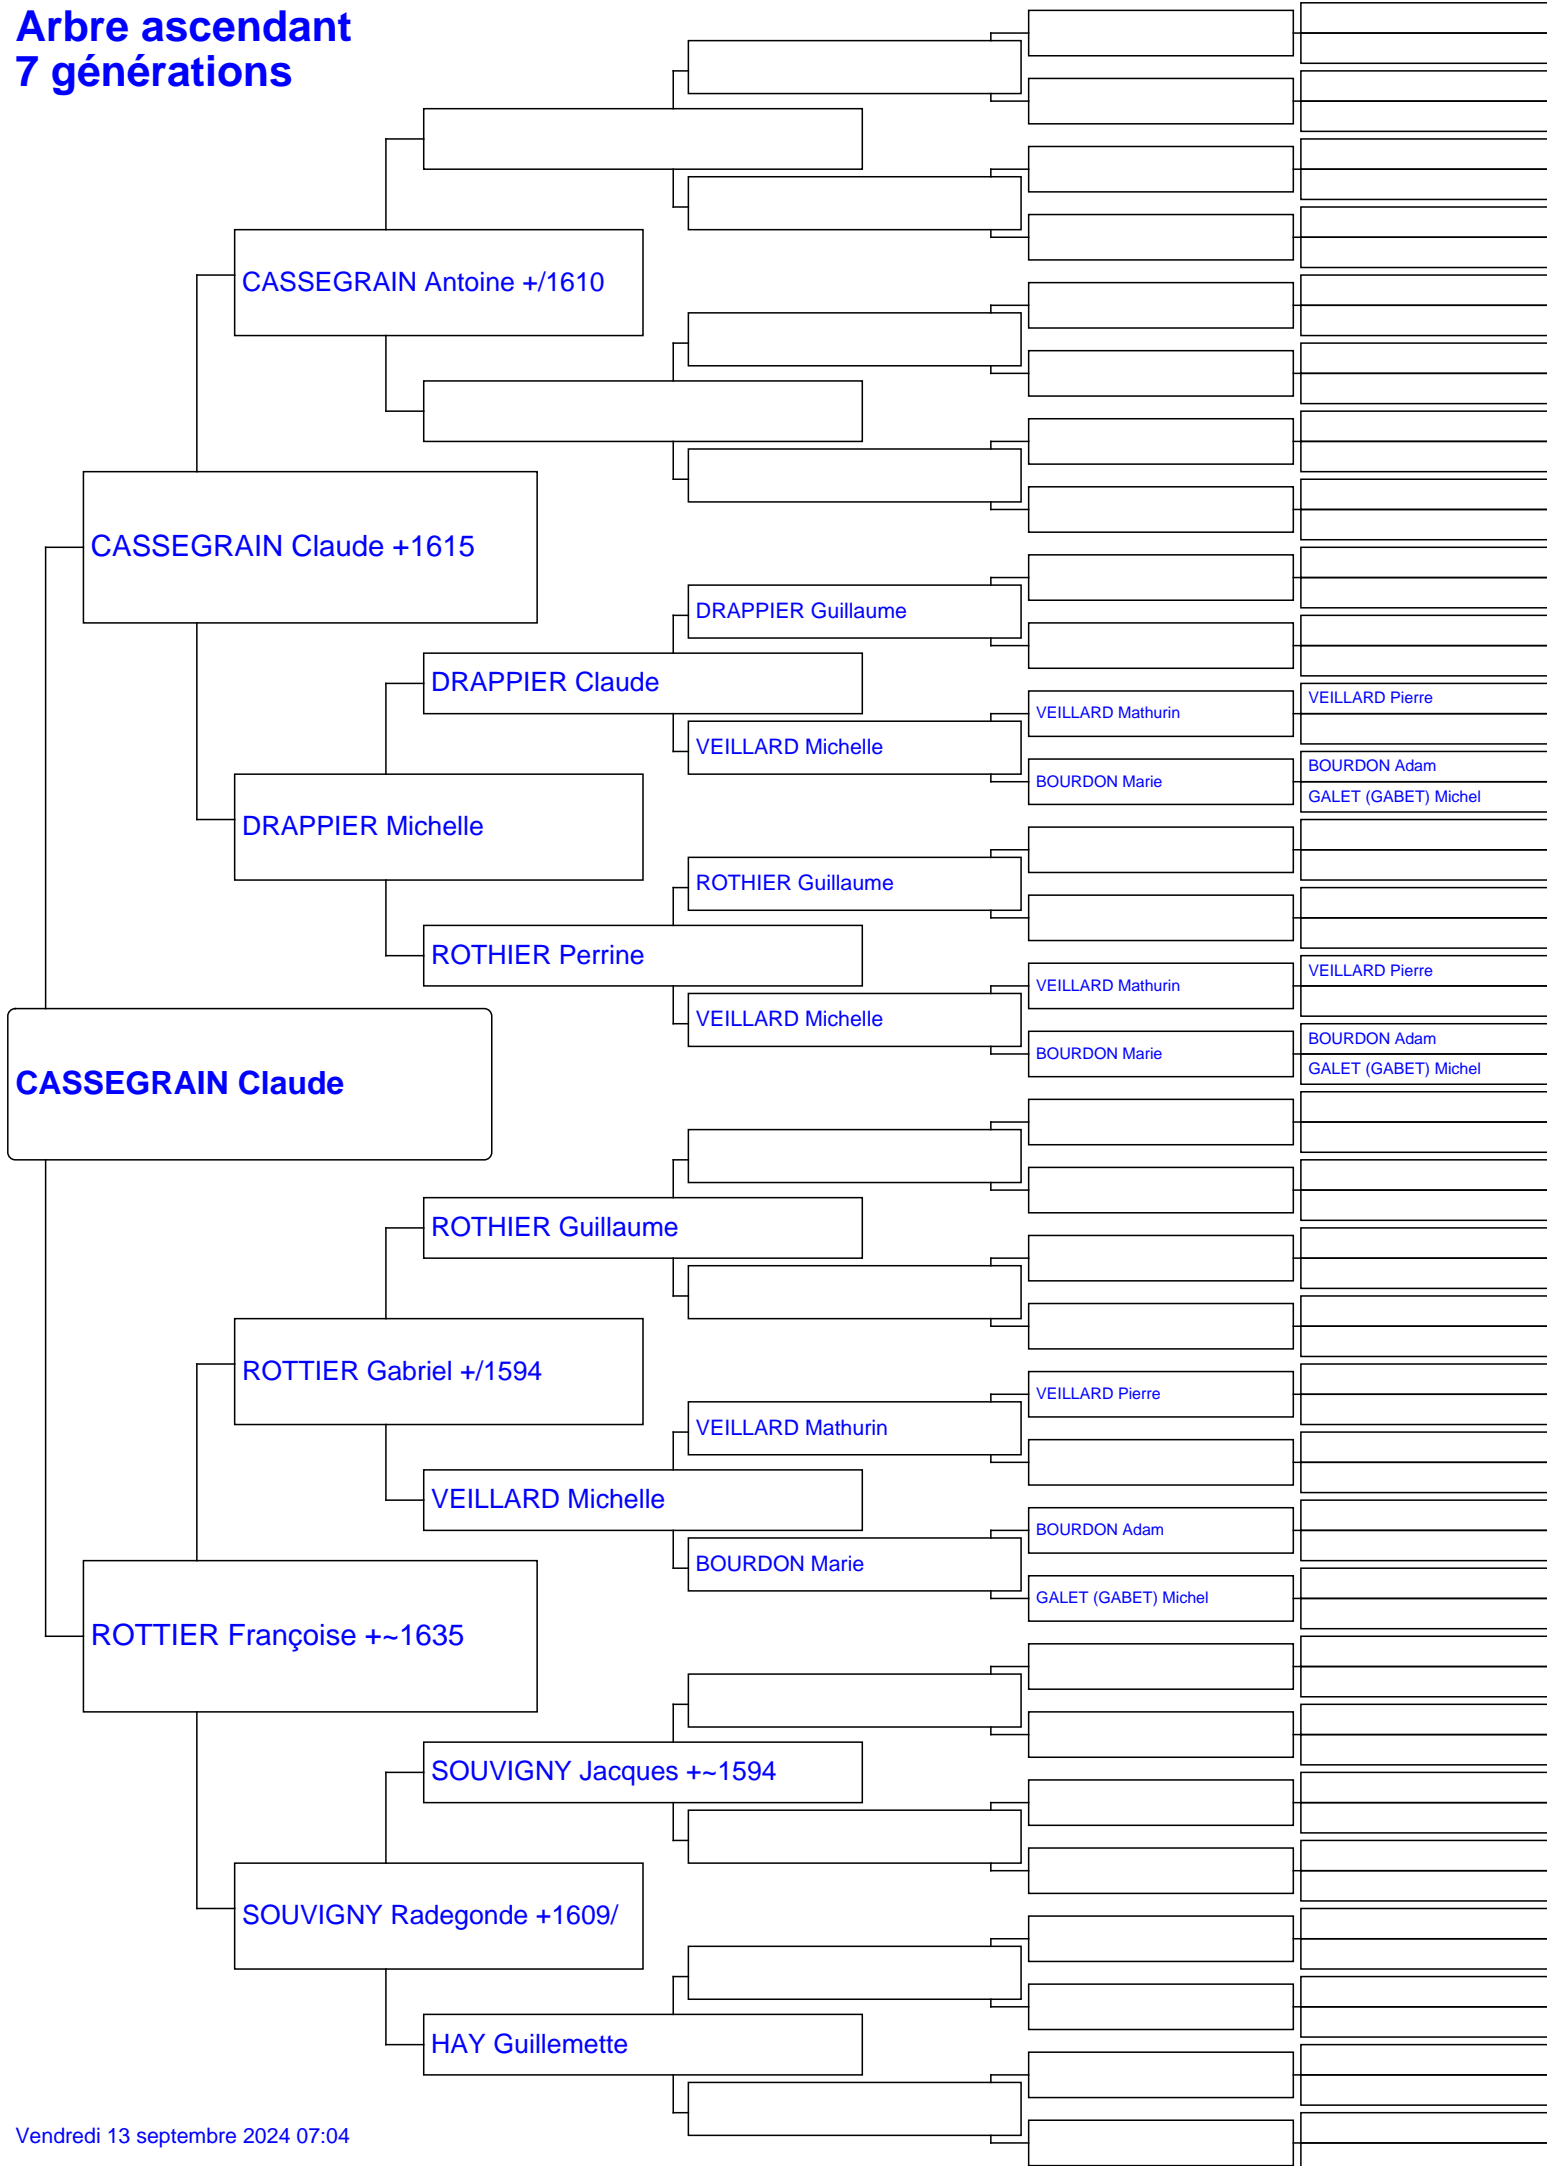 Arbre ascendant
7 générations
CASSEGRAIN Antoine +/1610
CASSEGRAIN Claude +1615
DRAPPIER Guillaume
DRAPPIER Claude
VEILLARD Pierre
VEILLARD Mathurin
VEILLARD Michelle
BOURDON Adam
BOURDON Marie
GALET (GABET) Michel
DRAPPIER Michelle
ROTHIER Guillaume
ROTHIER Perrine
VEILLARD Pierre
VEILLARD Mathurin
VEILLARD Michelle
BOURDON Adam
BOURDON Marie
GALET (GABET) Michel
CASSEGRAIN Claude
ROTHIER Guillaume
ROTTIER Gabriel +/1594
VEILLARD Pierre
VEILLARD Mathurin
VEILLARD Michelle
BOURDON Adam
BOURDON Marie
GALET (GABET) Michel
ROTTIER Françoise +~1635
SOUVIGNY Jacques +~1594
SOUVIGNY Radegonde +1609/
HAY Guillemette
Vendredi 13 septembre 2024 07:04